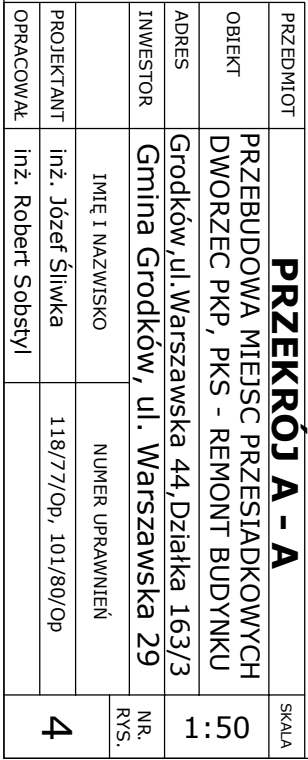 PRZEDMIOT PRZEKRÓJ A - A SKALA
OBIEKT PRZEBUDOWA MIEJSC PRZESIADKOWYCH
DWORZEC PKP, PKS - REMONT BUDYNKU 1:50
ADRES Grodków,ul.Warszawska 44,Działka 163/3
INWESTOR Gmina Grodków, ul. Warszawska 29 NR.
RYS.
IMIĘ I NAZWISKO NUMER UPRAWNIEŃ
PROJEKTANT inż. Józef Śliwka 118/77/Op, 101/80/Op 4
OPRACOWAŁ inż. Robert Sobstyl